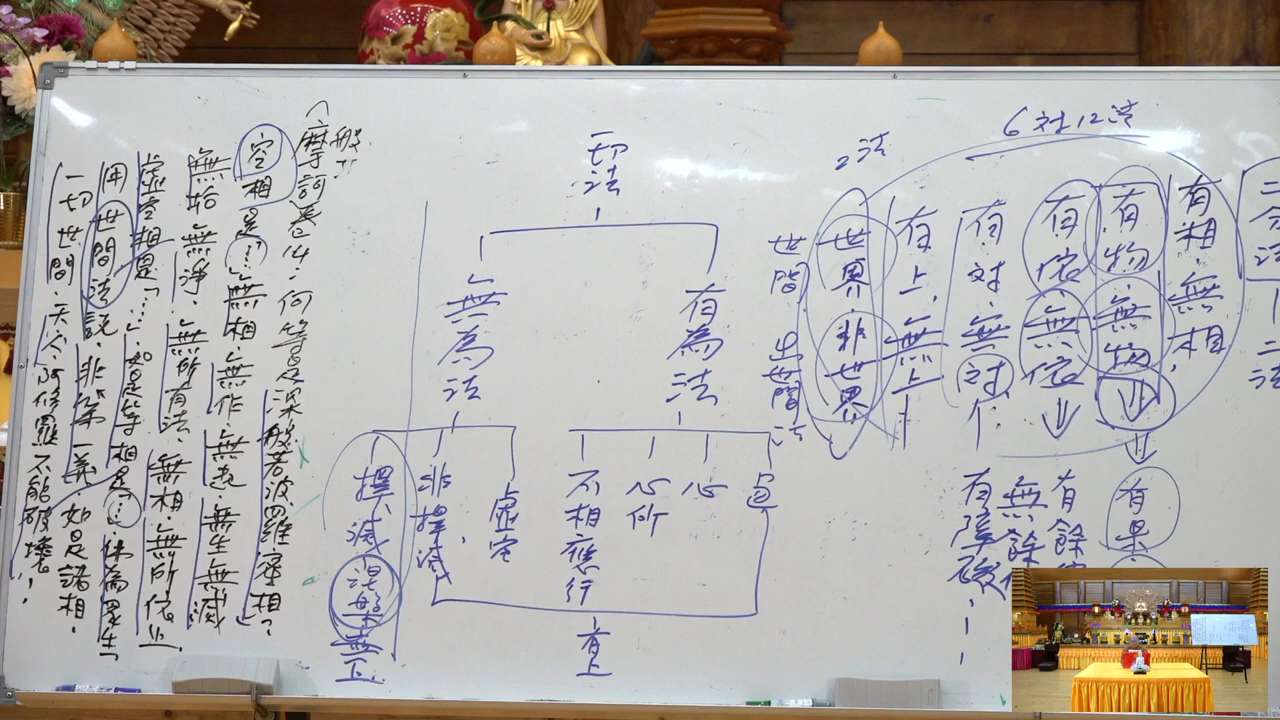 二分法－二法
6対12法
有相、無相
有物、無物
有果
有依、無依
有餘
無餘
有對、無對
有障礙
有上、無上
2法
世界、非世界
世間、出世間法
一切法
有為法
無為法
色
心
心所
不相應行
虛空
非擇滅
擇滅
涅槃
無上
有上
般若
（摩訶卷14：何等是深般若波羅蜜相？
空相是…無相、無作、無起、無生無滅
無垢、無淨、無所有法、無相、無所依止
虛空相是「…」如是等相是…佛為眾生
用世間法說，非第一義，如是諸相，
一切世間、天人、阿修羅不能破壞！